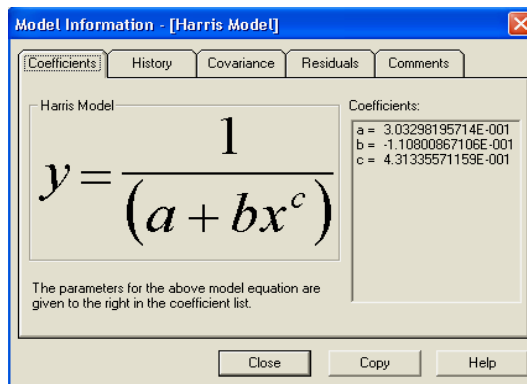 Model Information - [Harris Model]
Coefficients History Covariance Residuals Comments
Harris Model
y = 1 / (a + bx^c)
The parameters for the above model equation are
given to the right in the coefficient list.
Coefficients:
a = 3.03298195714E-001
b = -1.10800867106E-001
c = 4.31335571159E-001
Close Copy Help